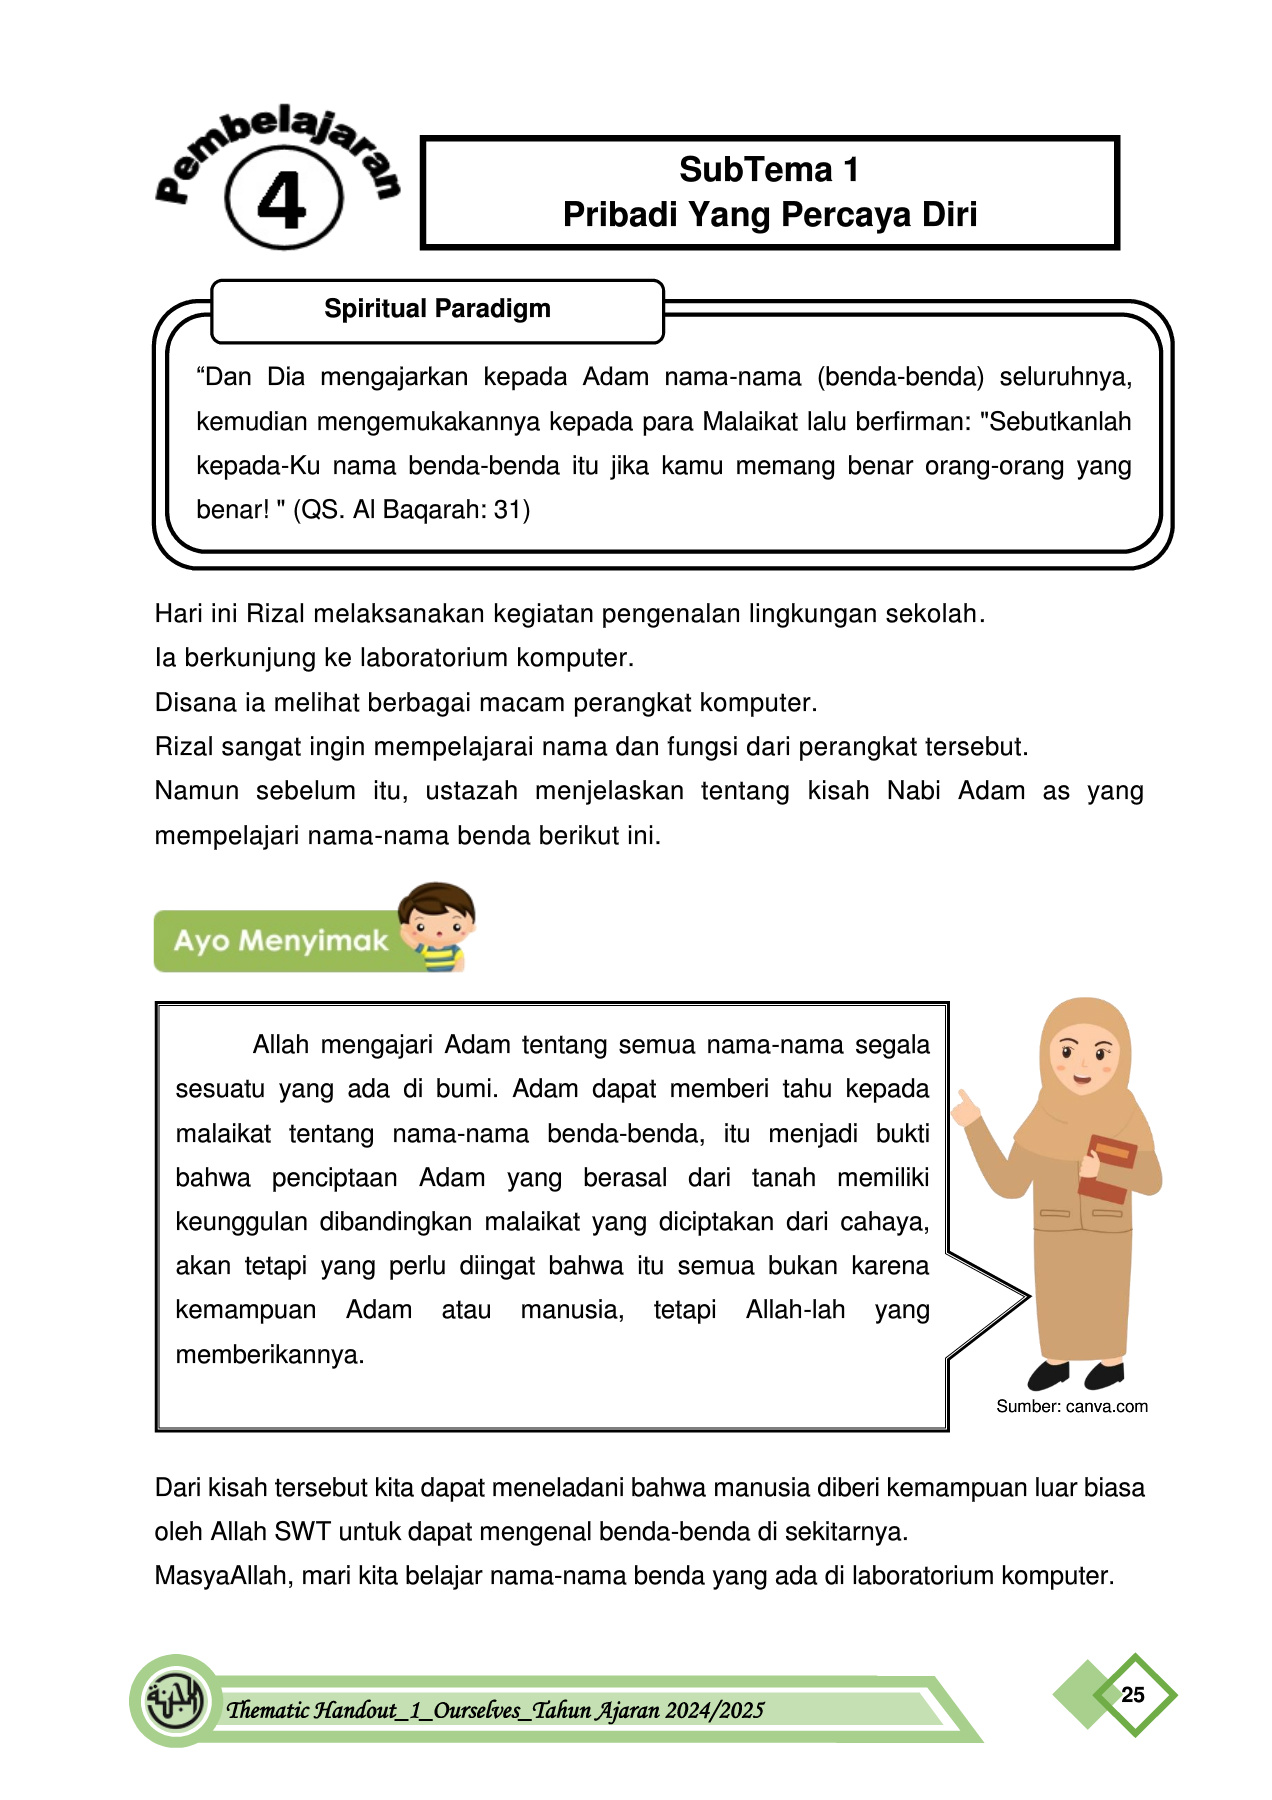 Pembelajaran
4
SubTema 1
Pribadi Yang Percaya Diri
Spiritual Paradigm
“Dan Dia mengajarkan kepada Adam nama-nama (benda-benda) seluruhnya,
kemudian mengemukakannya kepada para Malaikat lalu berfirman: "Sebutkanlah
kepada-Ku nama benda-benda itu jika kamu memang benar orang-orang yang
benar! " (QS. Al Baqarah: 31)
Hari ini Rizal melaksanakan kegiatan pengenalan lingkungan sekolah.
Ia berkunjung ke laboratorium komputer.
Disana ia melihat berbagai macam perangkat komputer.
Rizal sangat ingin mempelajarai nama dan fungsi dari perangkat tersebut.
Namun sebelum itu, ustazah menjelaskan tentang kisah Nabi Adam as yang
mempelajari nama-nama benda berikut ini.
Ayo Menyimak
Allah mengajari Adam tentang semua nama-nama segala
sesuatu yang ada di bumi. Adam dapat memberi tahu kepada
malaikat tentang nama-nama benda-benda, itu menjadi bukti
bahwa penciptaan Adam yang berasal dari tanah memiliki
keunggulan dibandingkan malaikat yang diciptakan dari cahaya,
akan tetapi yang perlu diingat bahwa itu semua bukan karena
kemampuan Adam atau manusia, tetapi Allah-lah yang
memberikannya.
Sumber: canva.com
Dari kisah tersebut kita dapat meneladani bahwa manusia diberi kemampuan luar biasa
oleh Allah SWT untuk dapat mengenal benda-benda di sekitarnya.
MasyaAllah, mari kita belajar nama-nama benda yang ada di laboratorium komputer.
Thematic Handout_1_Ourselves_Tahun Ajaran 2024/2025
25